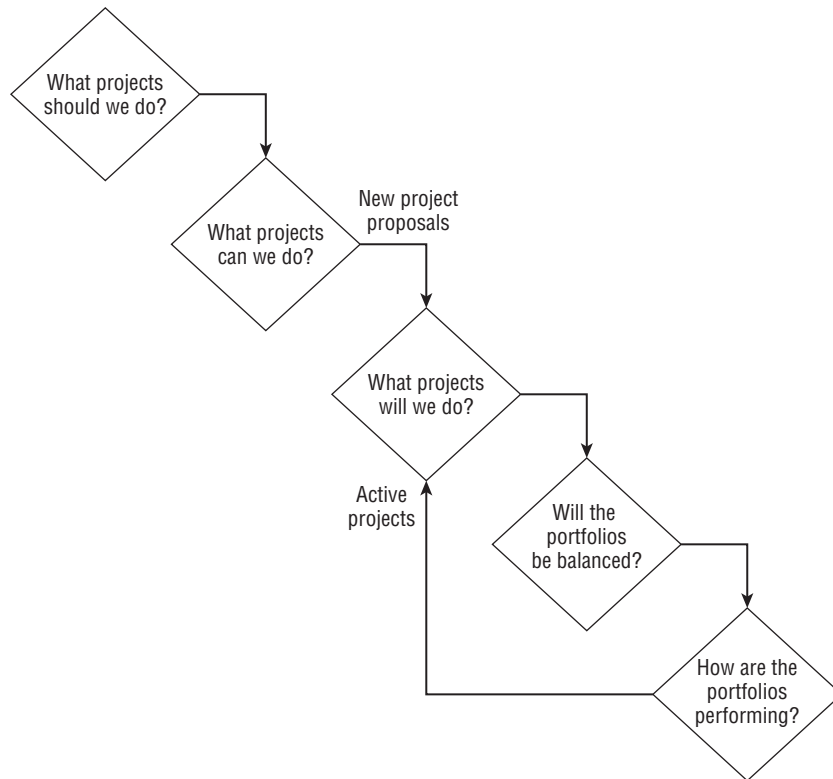 What projects
should we do?
New project
proposals
What projects
can we do?
What projects
will we do?
Active
projects
Will the
portfolios
be balanced?
How are the
portfolios
performing?